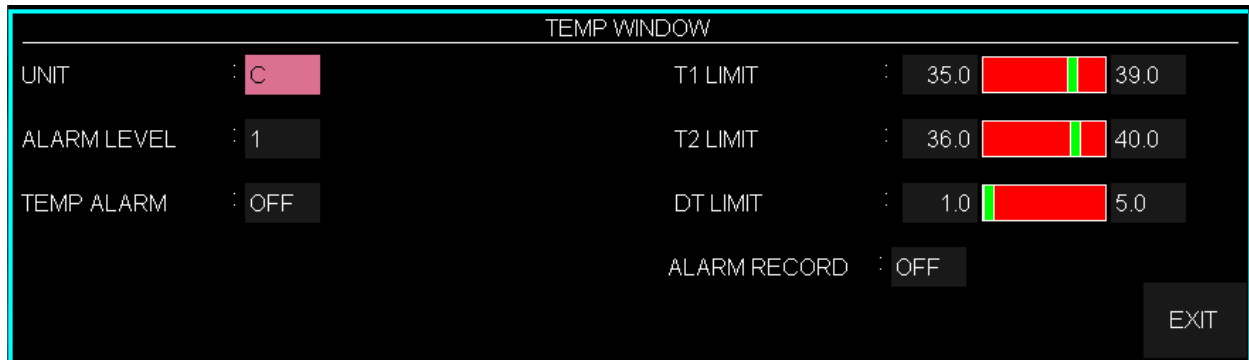 TEMP WINDOW
UNIT : C T1 LIMIT : 35.0 39.0
ALARM LEVEL : 1 T2 LIMIT : 36.0 40.0
TEMP ALARM : OFF DT LIMIT : 1.0 5.0
ALARM RECORD : OFF
EXIT